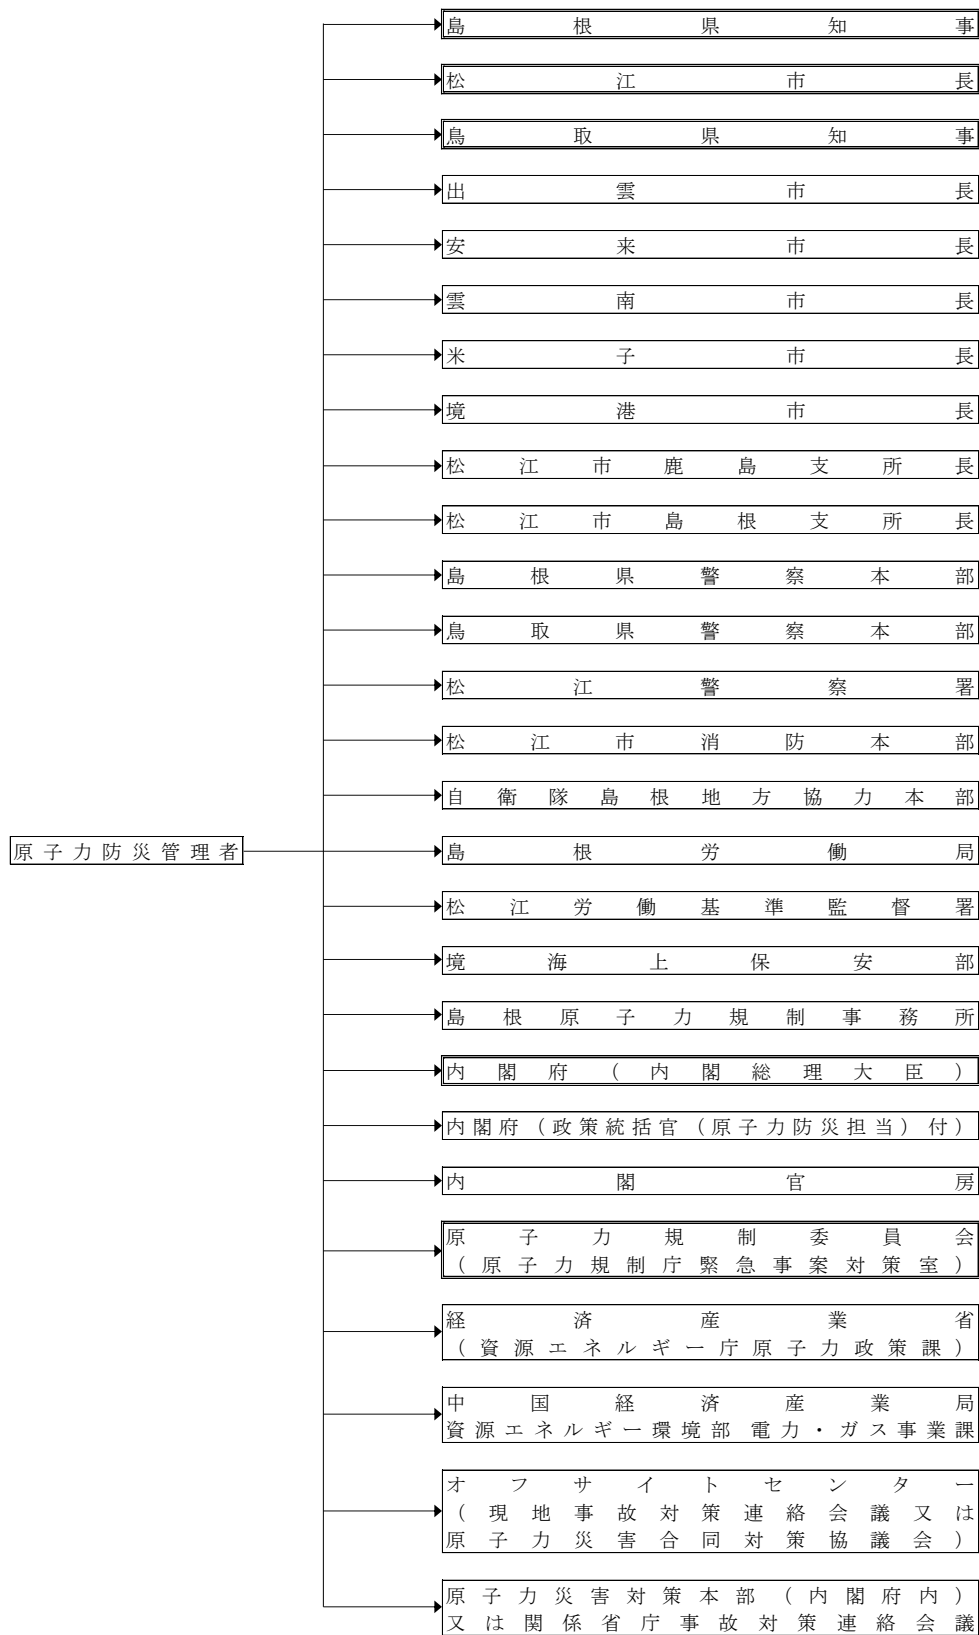 島根県知事
松江市長
鳥取県知事
出雲市長
安来市長
雲南市長
米子市長
境港市長
松江市鹿島支所長
松江市島根支所長
島根県警察本部
鳥取県警察本部
松江警察署
松江市消防本部
自衛隊島根地方協力本部
原子力防災管理者
島根労働局
松江労働基準監督署
境海上保安部
島根原子力規制事務所
内閣府(内閣総理大臣)
内閣府(政策統括官(原子力防災担当)付)
内閣官房
原子力規制委員会
(原子力規制庁緊急事案対策室)
経済産業省
(資源エネルギー庁原子力政策課)
中国経済産業局
資源エネルギー環境部 電力・ガス事業課
オフサイトセンター
(現地事故対策連絡会議又は
原子力災害合同対策協議会)
原子力災害対策本部(内閣府内)
又は関係省庁事故対策連絡会議